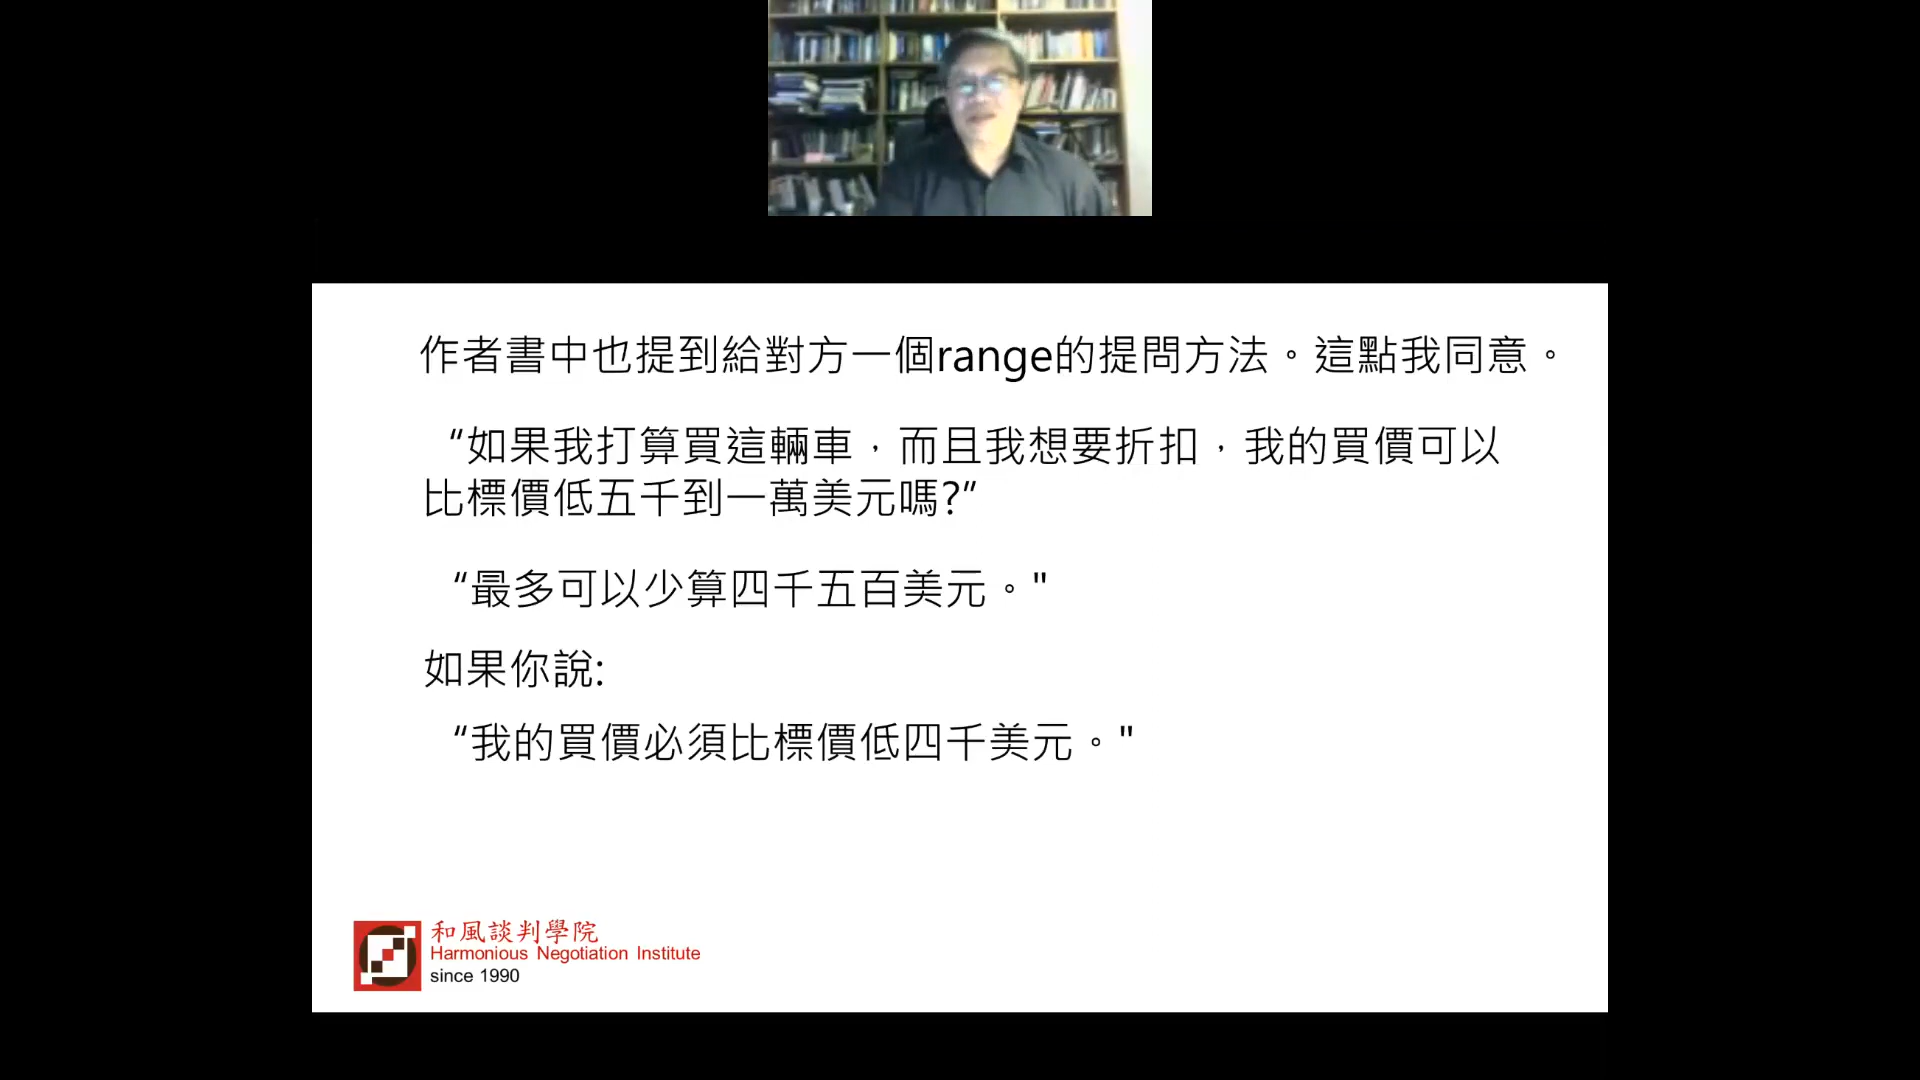 作者書中也提到給對方一個range的提問方法。這點我同意。
“如果我打算買這輛車，而且我想要折扣，我的買價可以
比標價低五千到一萬美元嗎?”
“最多可以少算四千五百美元。"
如果你說:
“我的買價必須比標價低四千美元。"
和風談判學院
Harmonious Negotiation Institute
since 1990